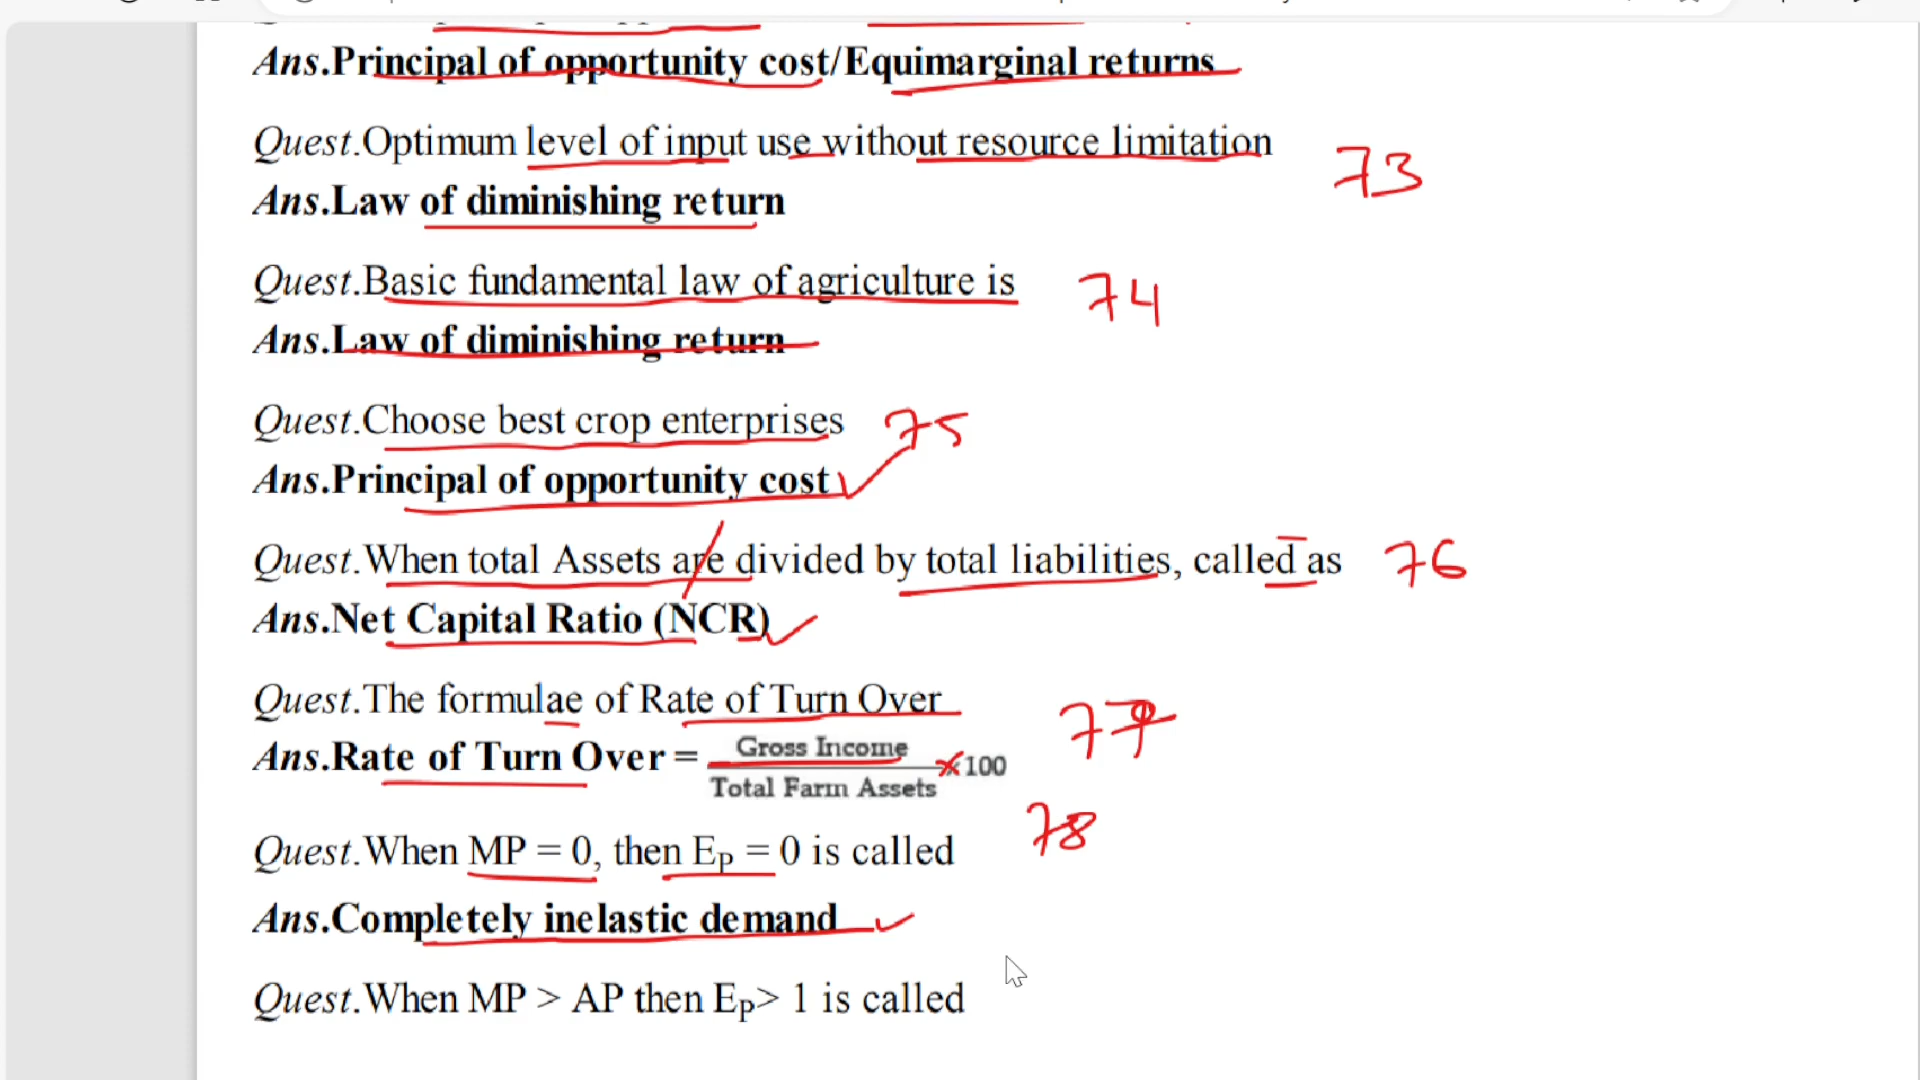 Ans.Principal of opportunity cost/Equimarginal returns
Quest.Optimum level of input use without resource limitation 73
Ans.Law of diminishing return
Quest.Basic fundamental law of agriculture is 74
Ans.Law of diminishing return
Quest.Choose best crop enterprises 75
Ans.Principal of opportunity cost
Quest.When total Assets are divided by total liabilities, called as 76
Ans.Net Capital Ratio (NCR)
Quest.The formulae of Rate of Turn Over 77
Ans.Rate of Turn Over = Gross Income / Total Farm Assets ×100
Quest.When MP = 0, then EP = 0 is called 78
Ans.Completely inelastic demand
Quest.When MP > AP then EP> 1 is called